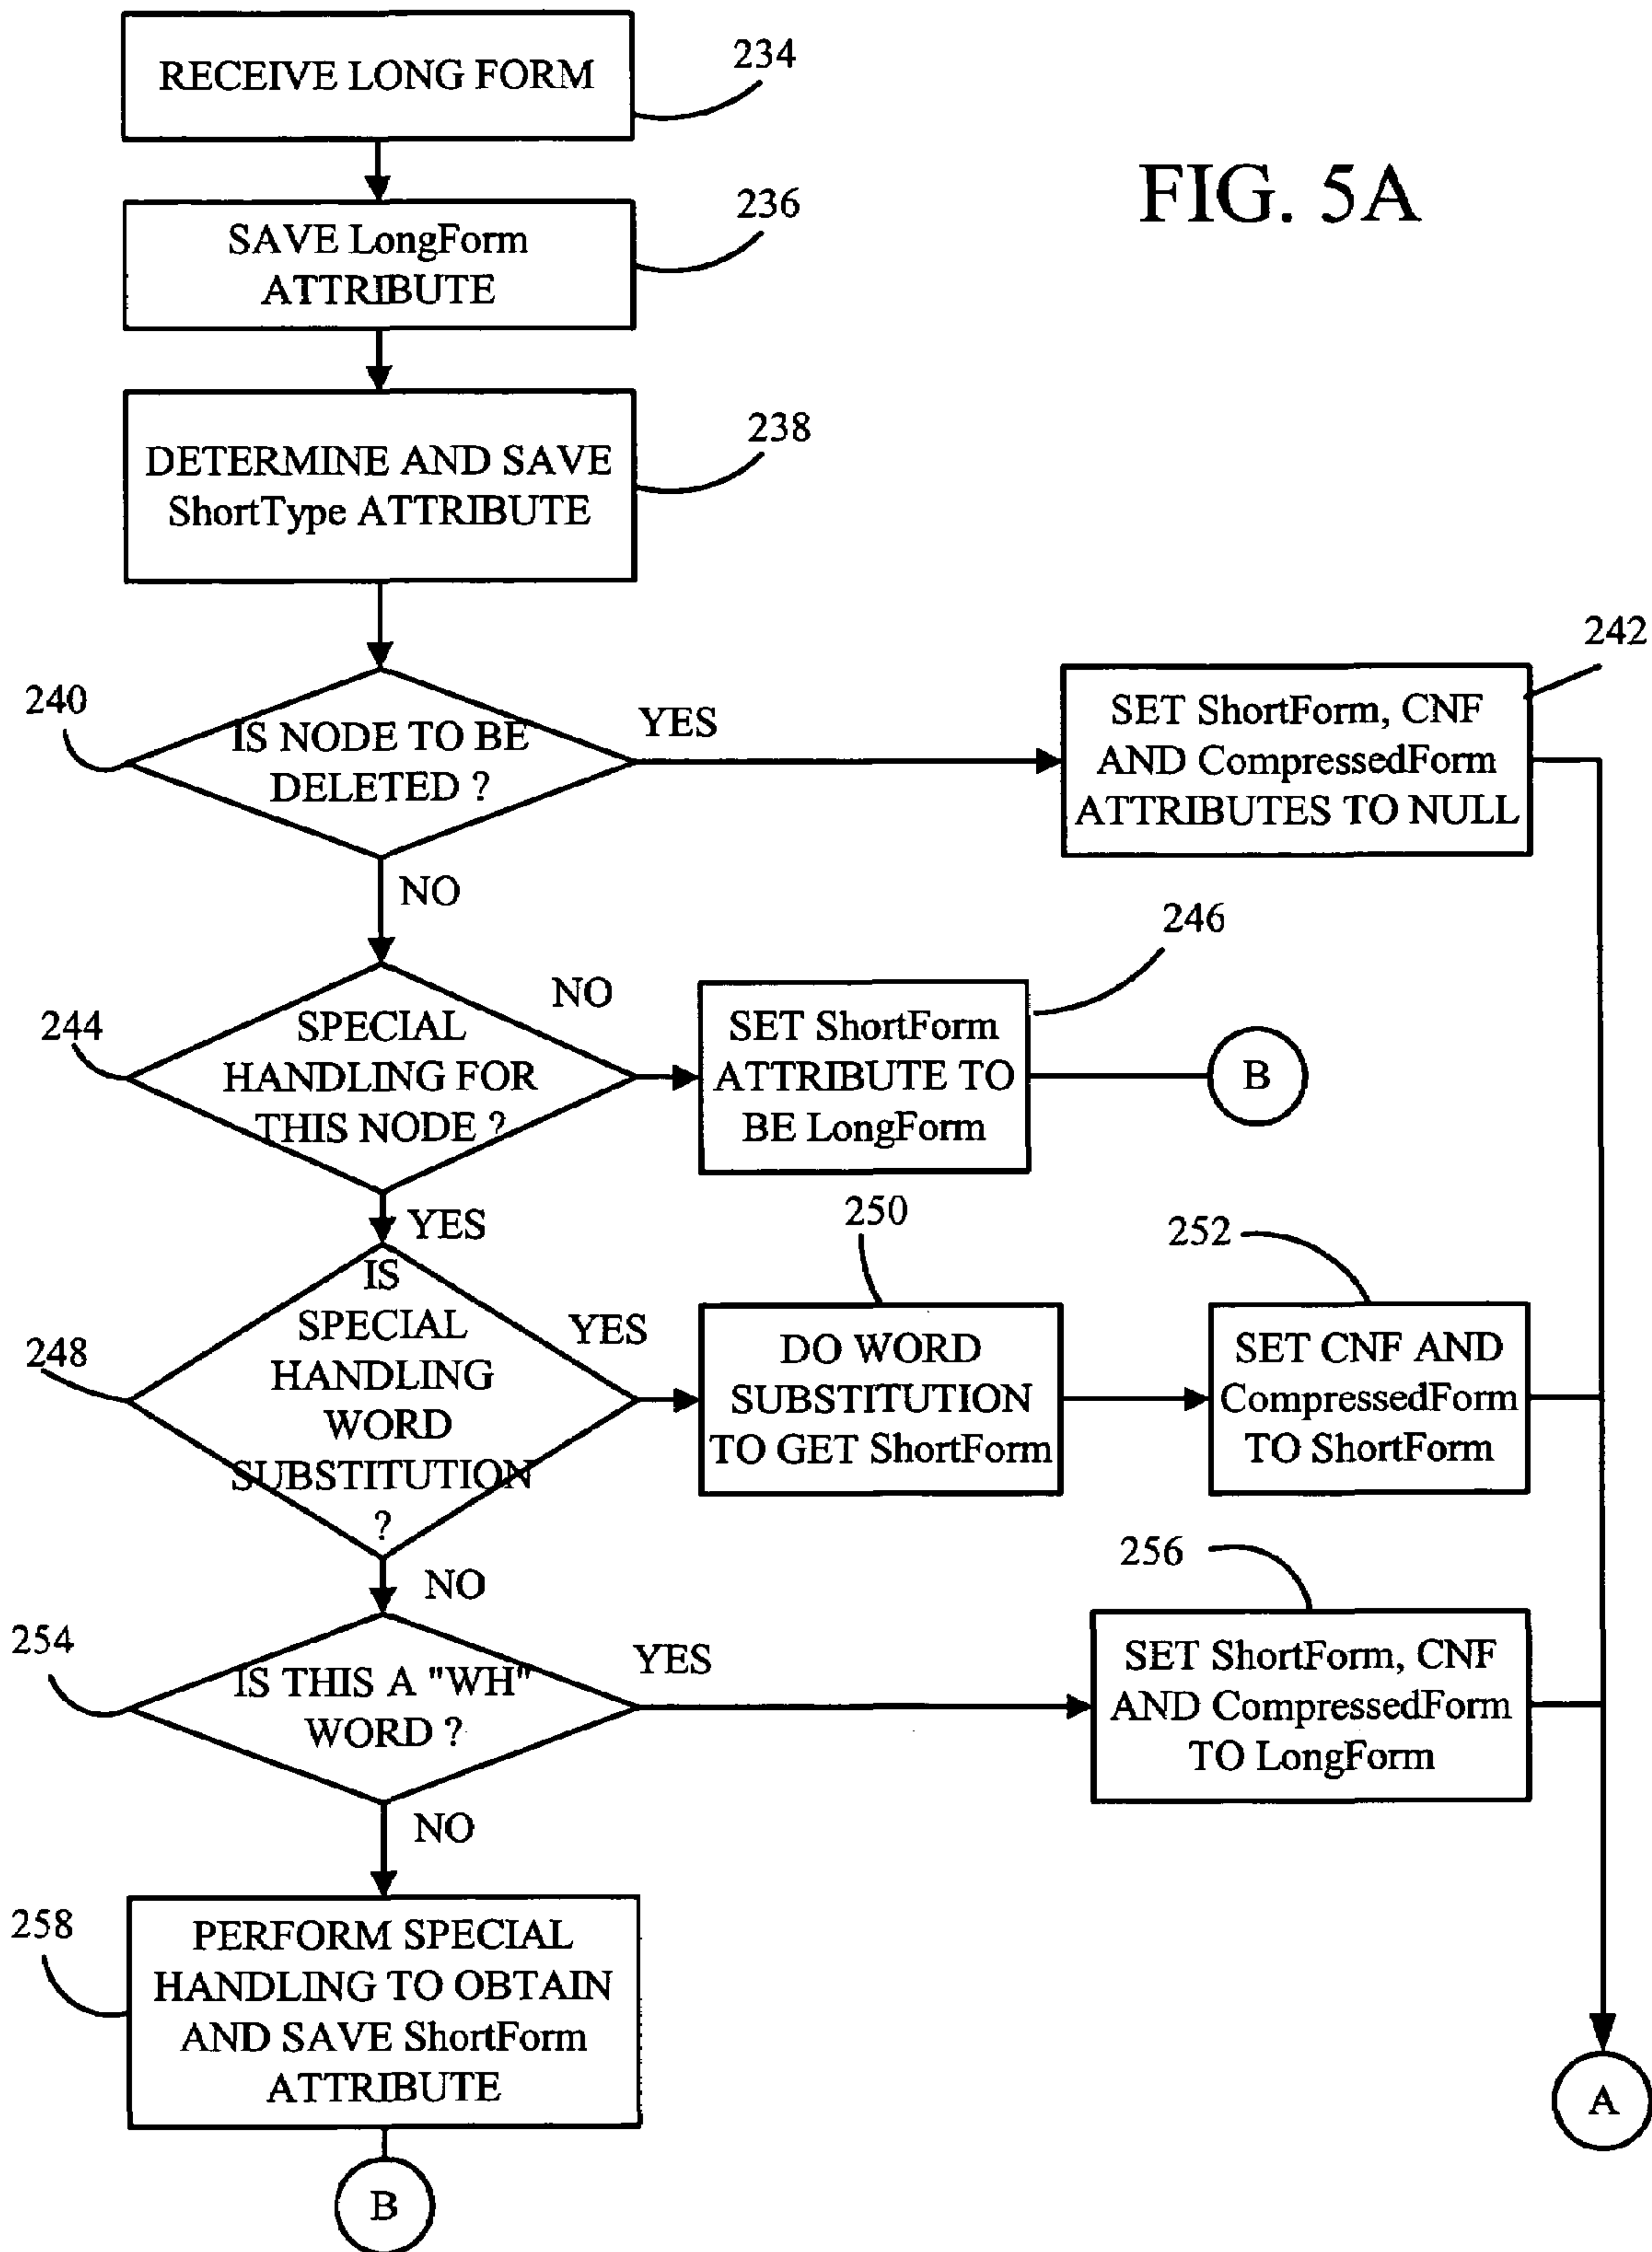 RECEIVE LONG FORM
234
FIG. 5A
SAVE LongForm
ATTRIBUTE
236
DETERMINE AND SAVE
ShortType ATTRIBUTE
238
240
IS NODE TO BE
DELETED ?
YES
NO
242
SET ShortForm, CNF
AND CompressedForm
ATTRIBUTES TO NULL
244
SPECIAL
HANDLING FOR
THIS NODE ?
NO
YES
246
SET ShortForm
ATTRIBUTE TO
BE LongForm
B
248
IS
SPECIAL
HANDLING
WORD
SUBSTITUTION
?
YES
NO
250
DO WORD
SUBSTITUTION
TO GET ShortForm
252
SET CNF AND
CompressedForm
TO ShortForm
254
IS THIS A "WH"
WORD ?
YES
NO
256
SET ShortForm, CNF
AND CompressedForm
TO LongForm
258
PERFORM SPECIAL
HANDLING TO OBTAIN
AND SAVE ShortForm
ATTRIBUTE
A
B